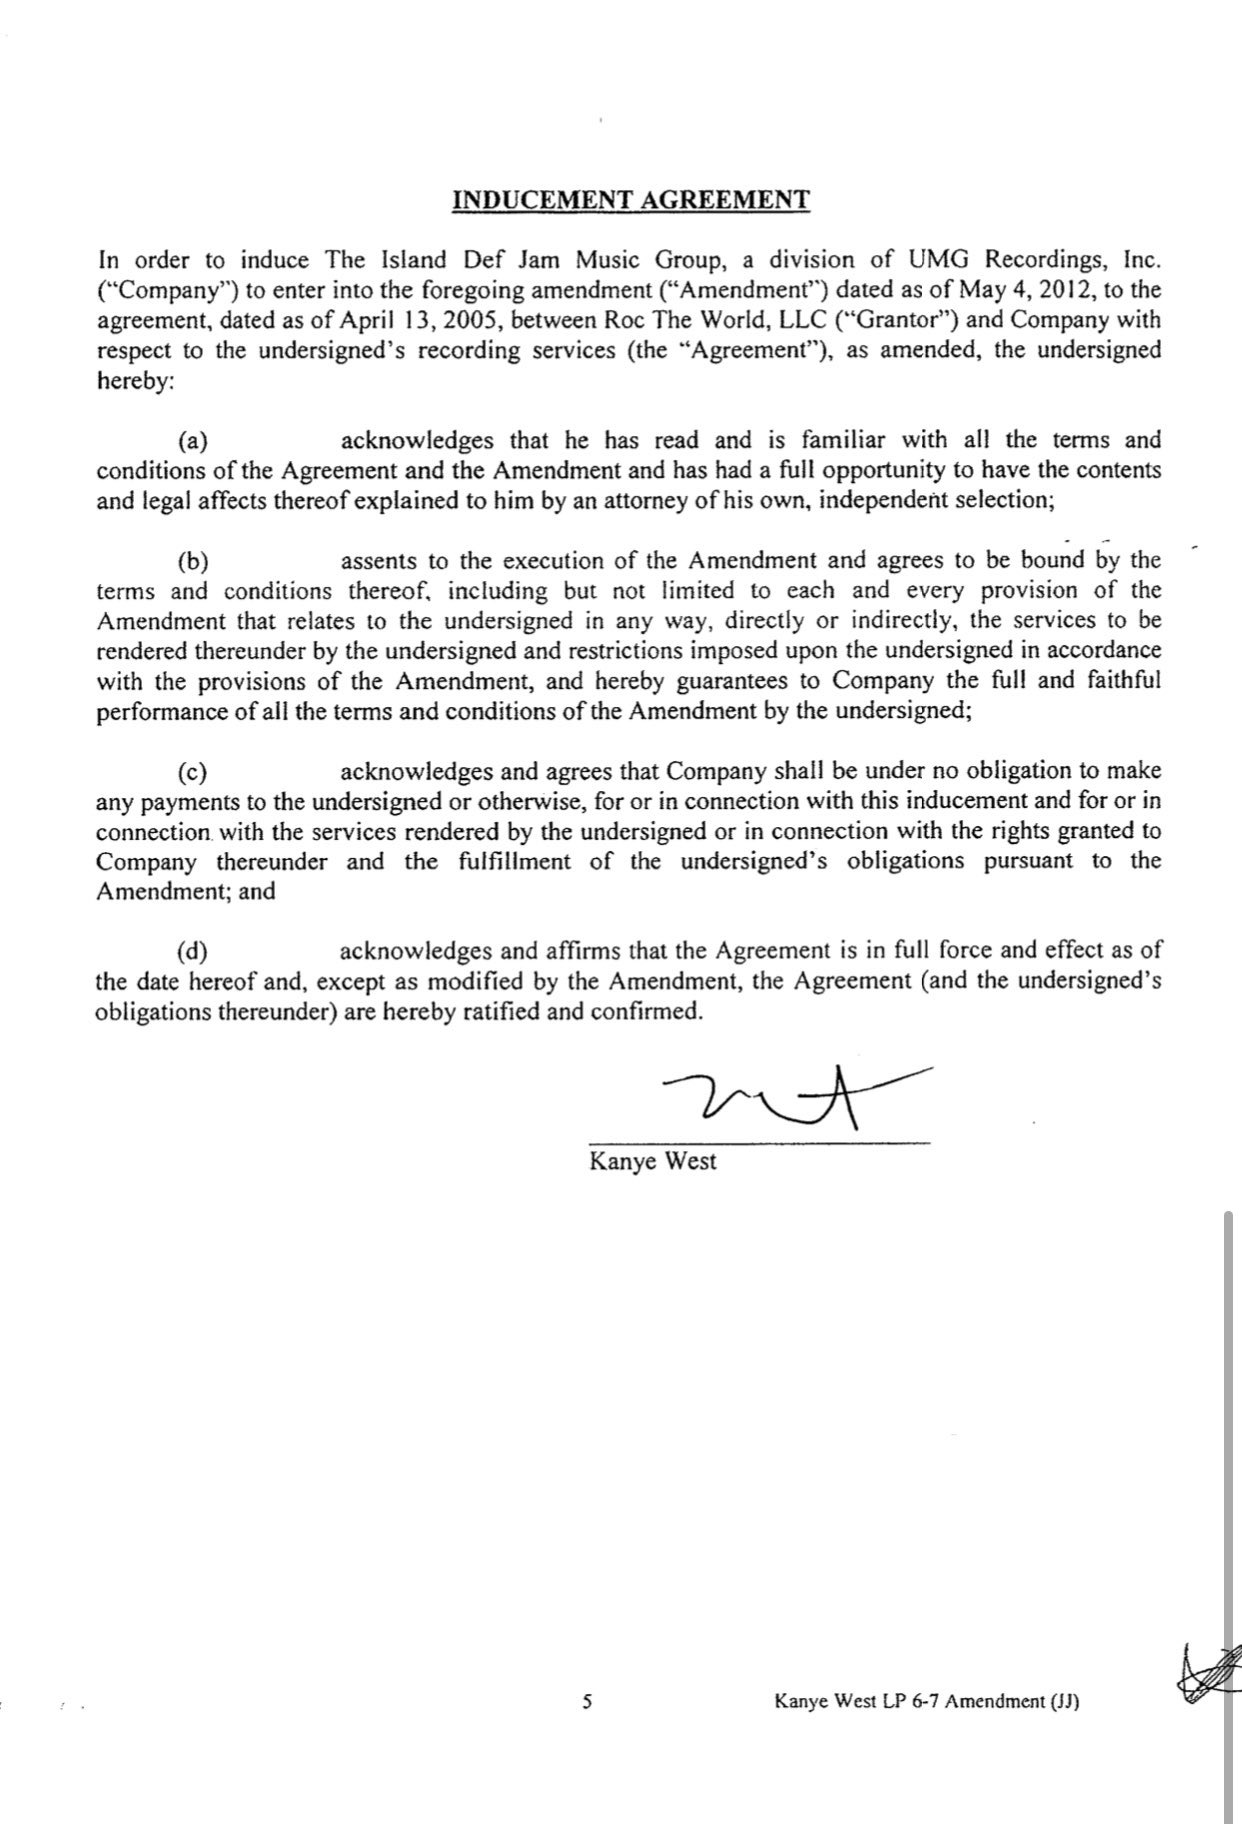 INDUCEMENT AGREEMENT
In order to induce The Island Def Jam Music Group, a division of UMG Recordings, Inc.
(“Company”) to enter into the foregoing amendment (“Amendment”) dated as of May 4, 2012, to the
agreement, dated as of April 13, 2005, between Roc The World, LLC (“Grantor”) and Company with
respect to the undersigned’s recording services (the “Agreement”), as amended, the undersigned
hereby:
(a) acknowledges that he has read and is familiar with all the terms and
conditions of the Agreement and the Amendment and has had a full opportunity to have the contents
and legal affects thereof explained to him by an attorney of his own, independent selection;
(b) assents to the execution of the Amendment and agrees to be bound by the
terms and conditions thereof, including but not limited to each and every provision of the
Amendment that relates to the undersigned in any way, directly or indirectly, the services to be
rendered thereunder by the undersigned and restrictions imposed upon the undersigned in accordance
with the provisions of the Amendment, and hereby guarantees to Company the full and faithful
performance of all the terms and conditions of the Amendment by the undersigned;
(c) acknowledges and agrees that Company shall be under no obligation to make
any payments to the undersigned or otherwise, for or in connection with this inducement and for or in
connection with the services rendered by the undersigned or in connection with the rights granted to
Company thereunder and the fulfillment of the undersigned’s obligations pursuant to the
Amendment; and
(d) acknowledges and affirms that the Agreement is in full force and effect as of
the date hereof and, except as modified by the Amendment, the Agreement (and the undersigned’s
obligations thereunder) are hereby ratified and confirmed.
Kanye West
5 Kanye West LP 6-7 Amendment (JJ)